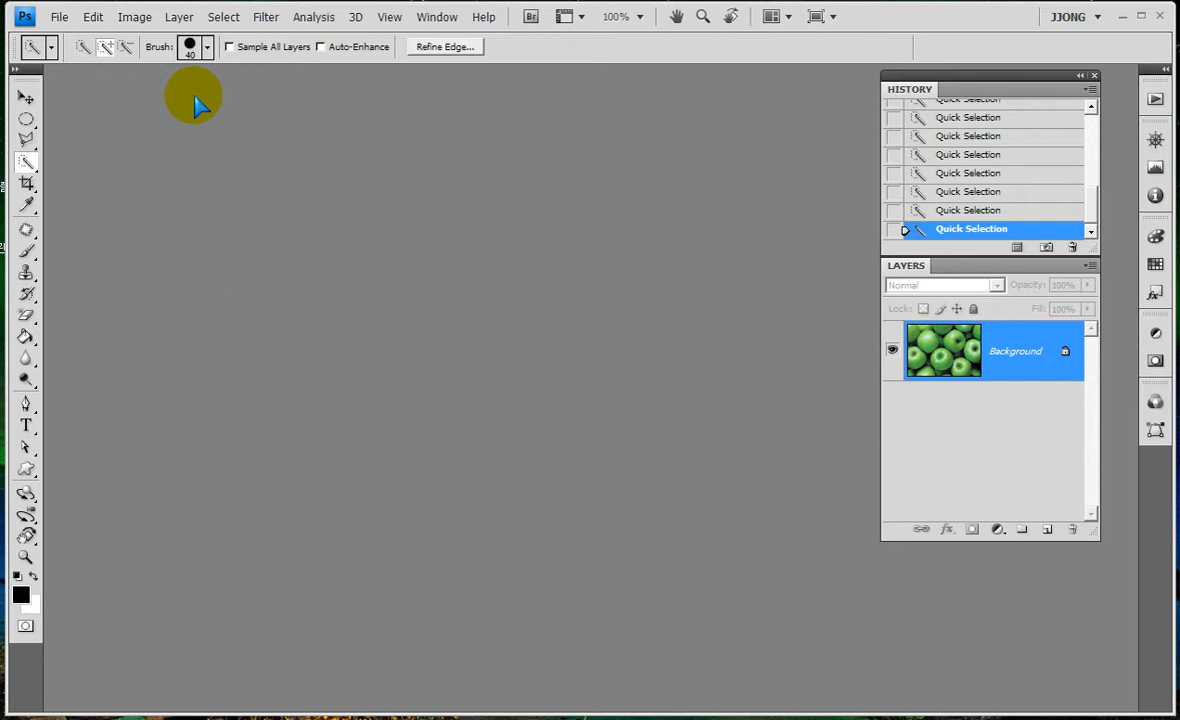 Ps File Edit Image Layer Select Filter Analysis 3D View Window Help Br 100% JJONG
Brush: 40 Sample All Layers Auto-Enhance Refine Edge...
HISTORY
Quick Selection
Quick Selection
Quick Selection
Quick Selection
Quick Selection
Quick Selection
Quick Selection
Quick Selection
LAYERS
Normal Opacity: 100%
Lock: Fill: 100%
Background
fx